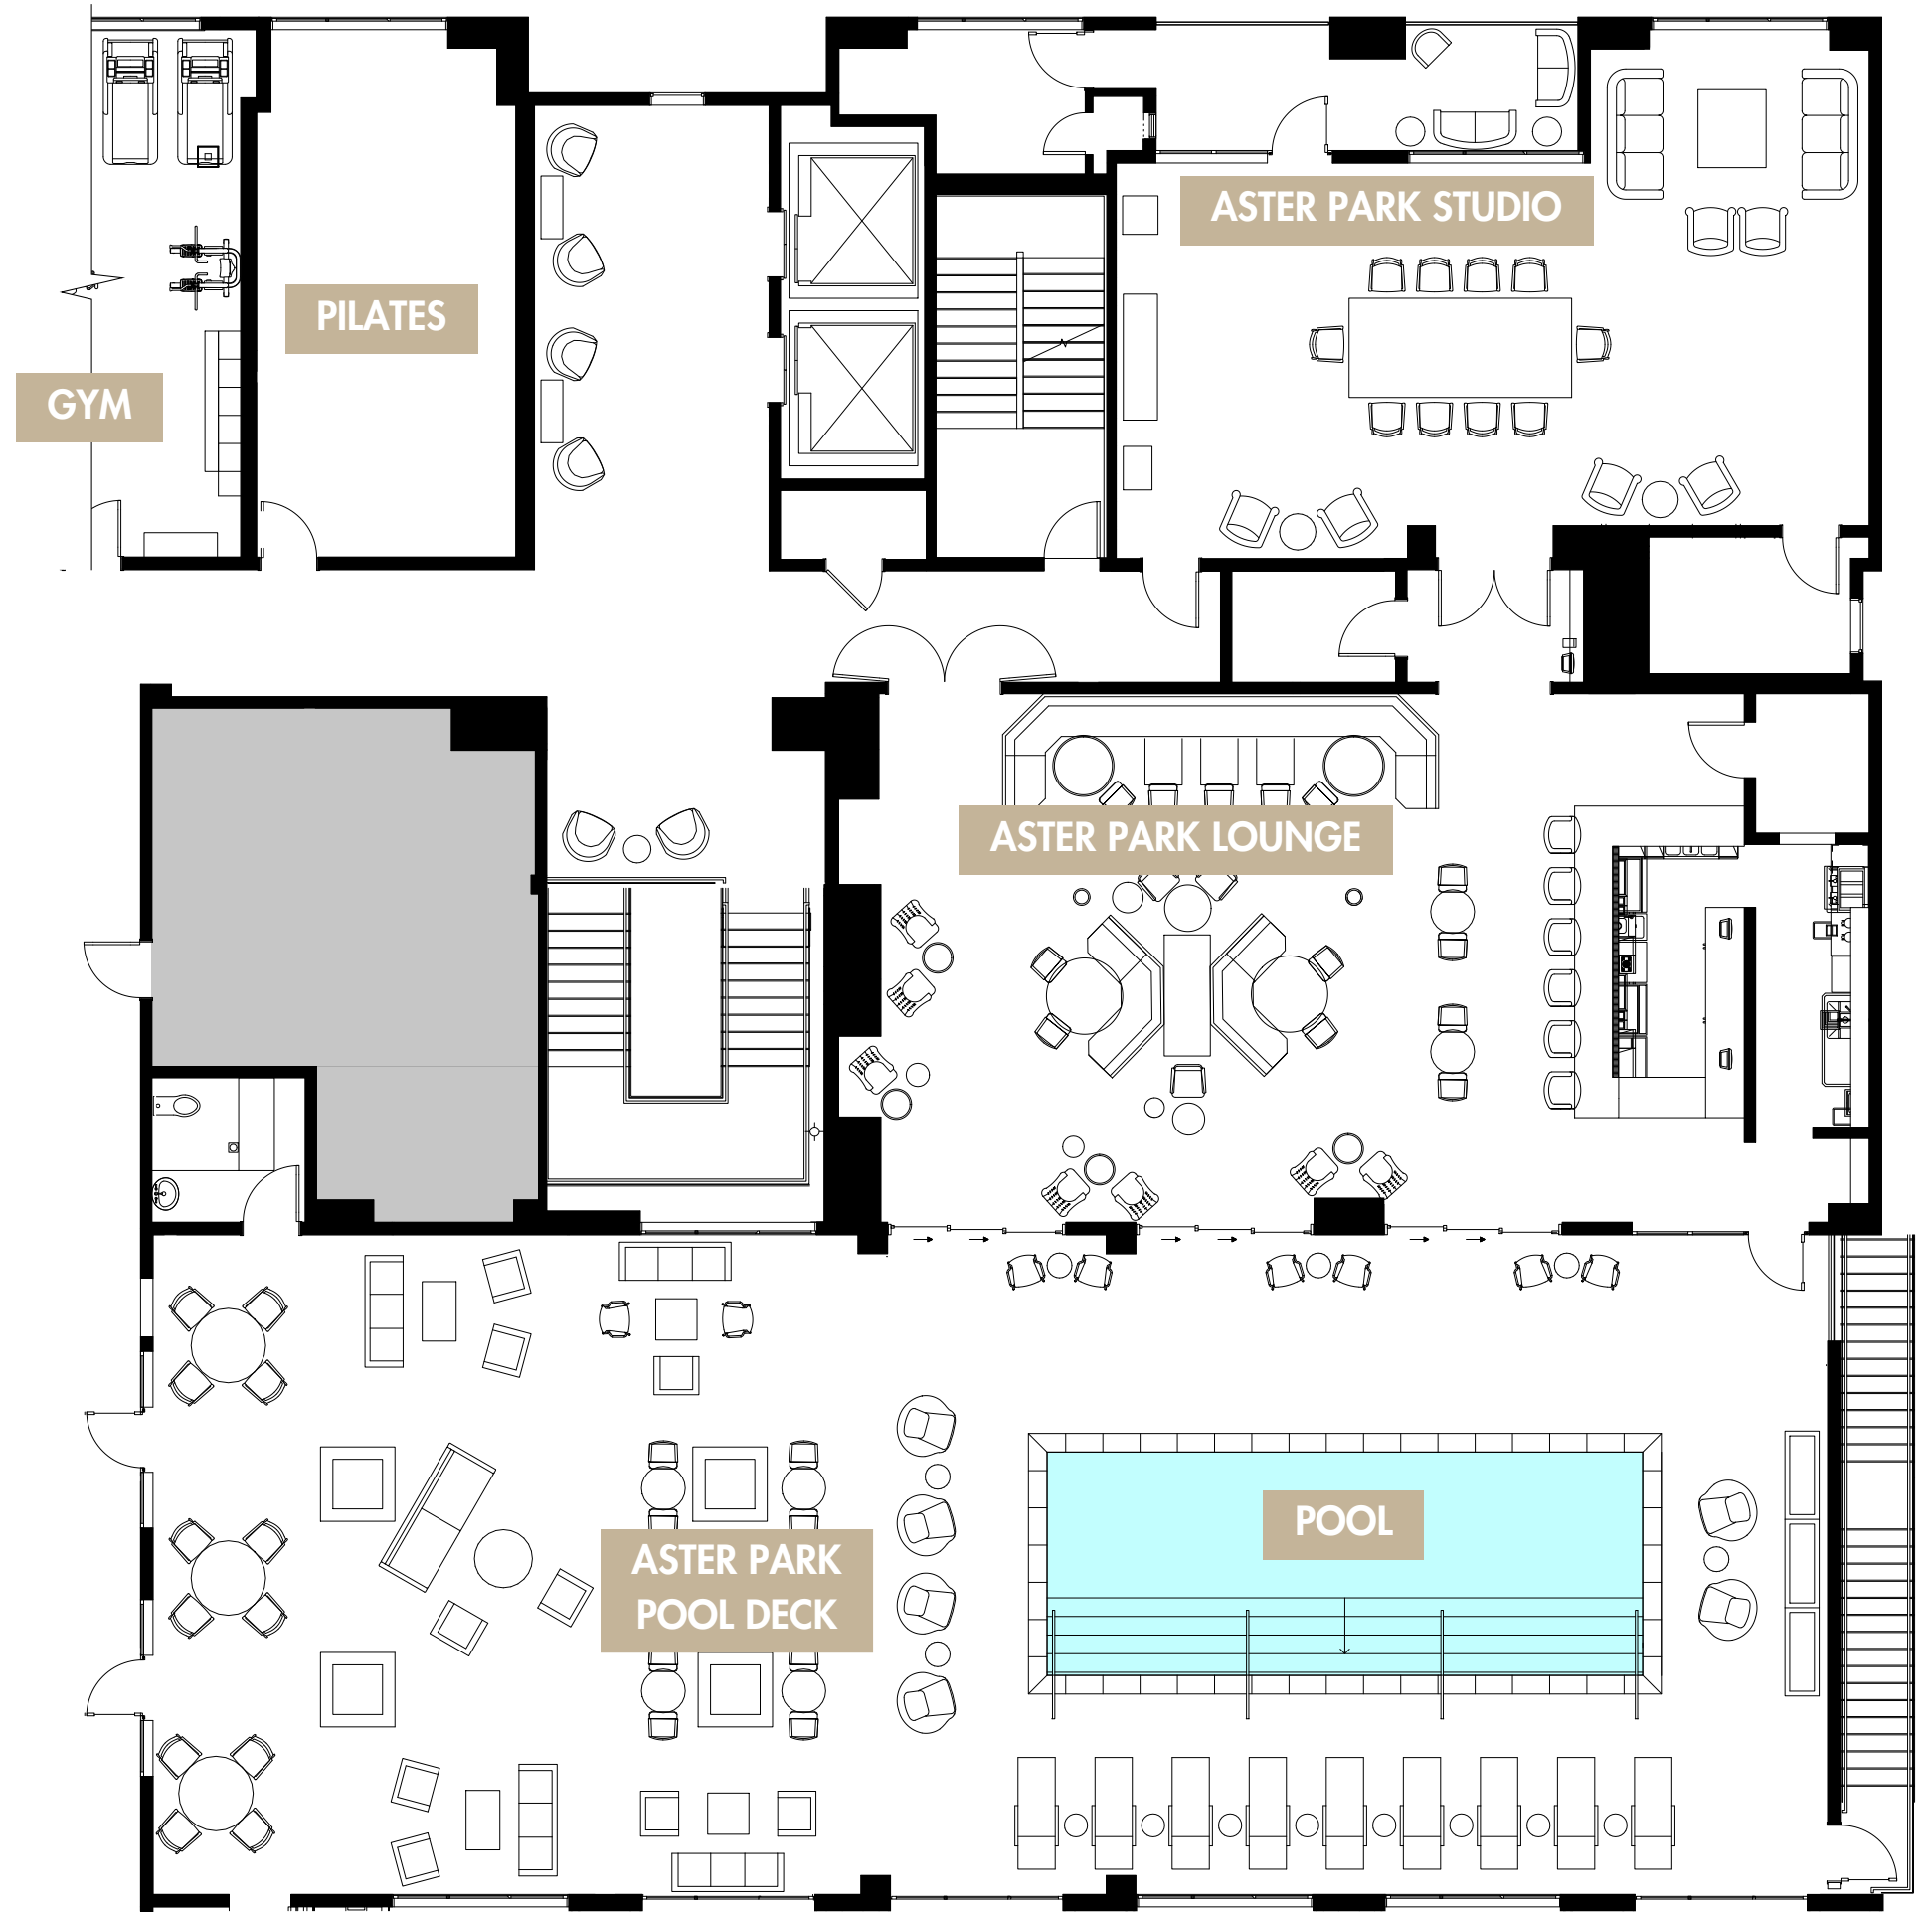 ASTER PARK STUDIO
PILATES
GYM
ASTER PARK LOUNGE
POOL
ASTER PARK
POOL DECK